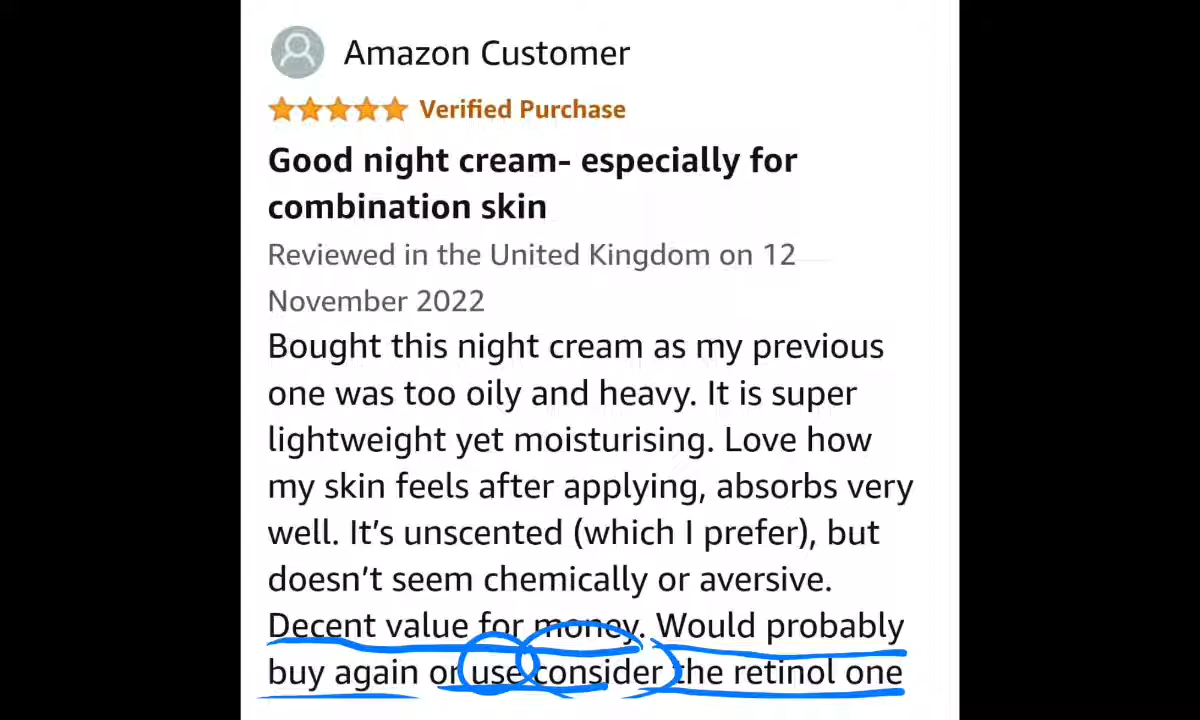 Amazon Customer
Verified Purchase
Good night cream- especially for
combination skin
Reviewed in the United Kingdom on 12
November 2022
Bought this night cream as my previous
one was too oily and heavy. It is super
lightweight yet moisturising. Love how
my skin feels after applying, absorbs very
well. It's unscented (which I prefer), but
doesn't seem chemically or aversive.
Decent value for money. Would probably
buy again or use consider the retinol one